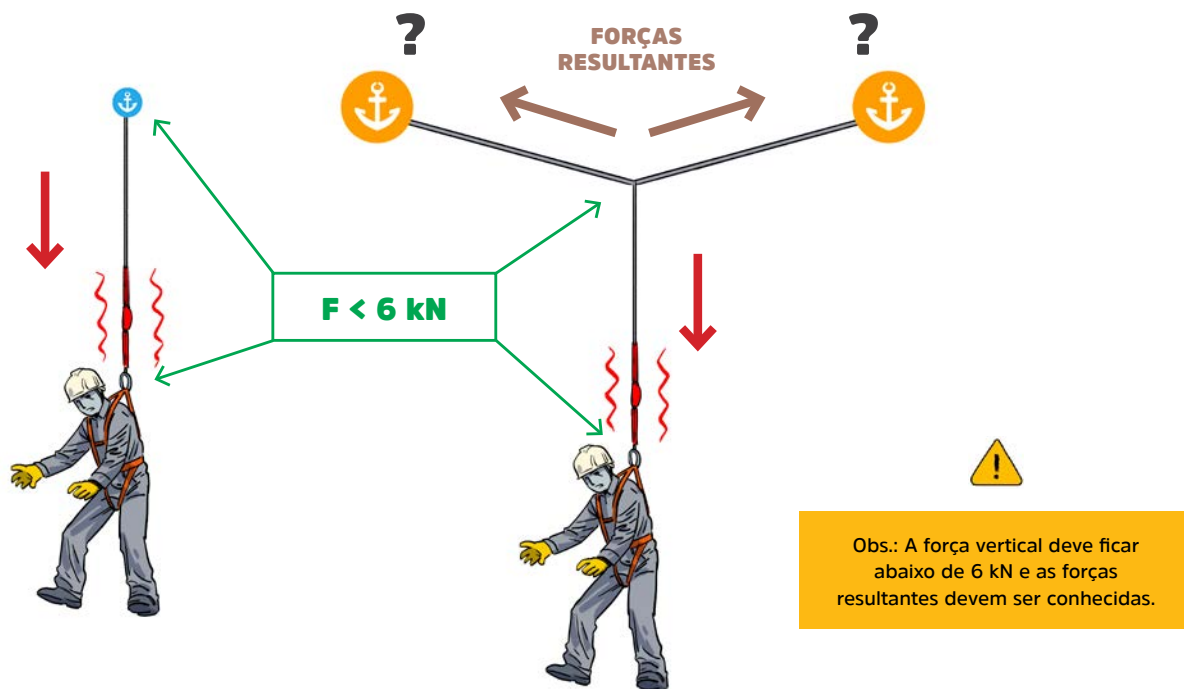 ?
?
FORÇAS
RESULTANTES
F < 6 kN
!
Obs.: A força vertical deve ficar
abaixo de 6 kN e as forças
resultantes devem ser conhecidas.